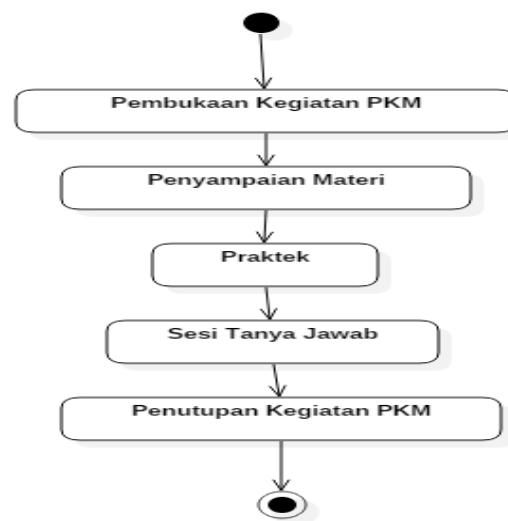 Pembukaan Kegiatan PKM
Penyampaian Materi
Praktek
Sesi Tanya Jawab
Penutupan Kegiatan PKM